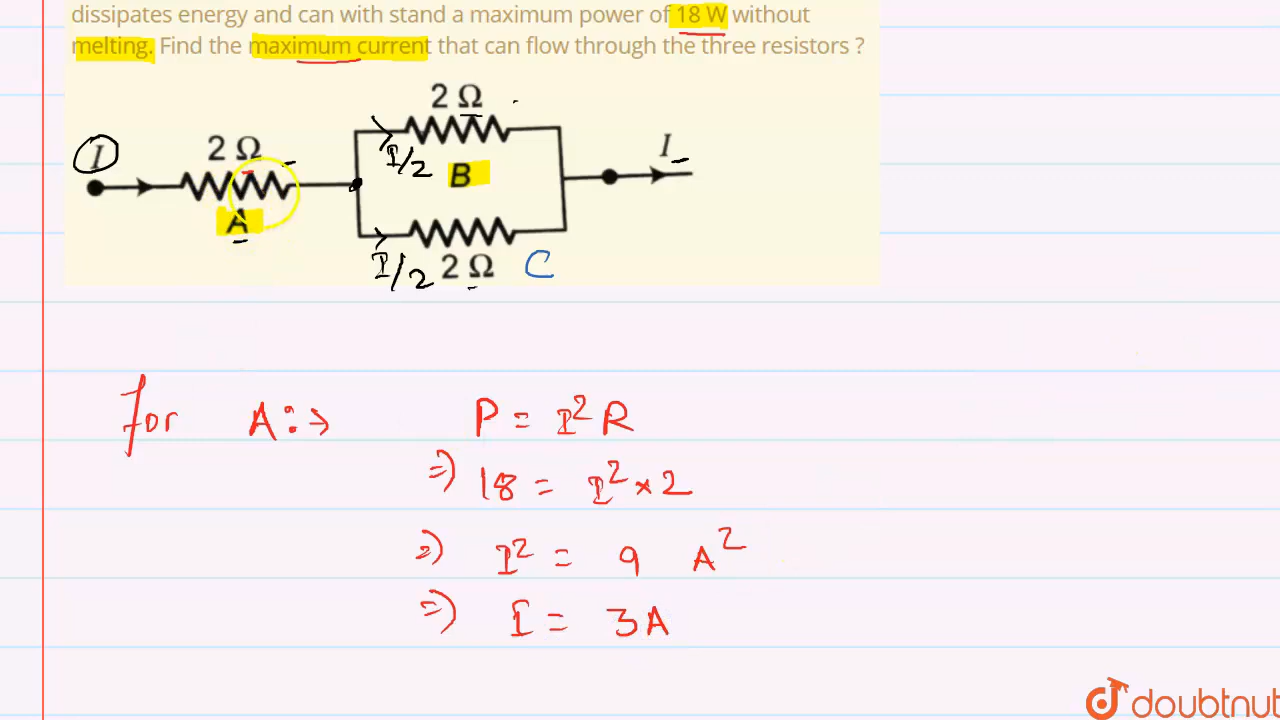 dissipates energy and can with stand a maximum power of 18 W without
melting. Find the maximum current that can flow through the three resistors ?
2 Ω
I
2 Ω
I/2
B
I
A
I/2
2 Ω
C
for A :⇒ P = I² R
⇒) 18 = I² × 2
⇒) I² = 9 A²
⇒) I = 3A
doubtnut